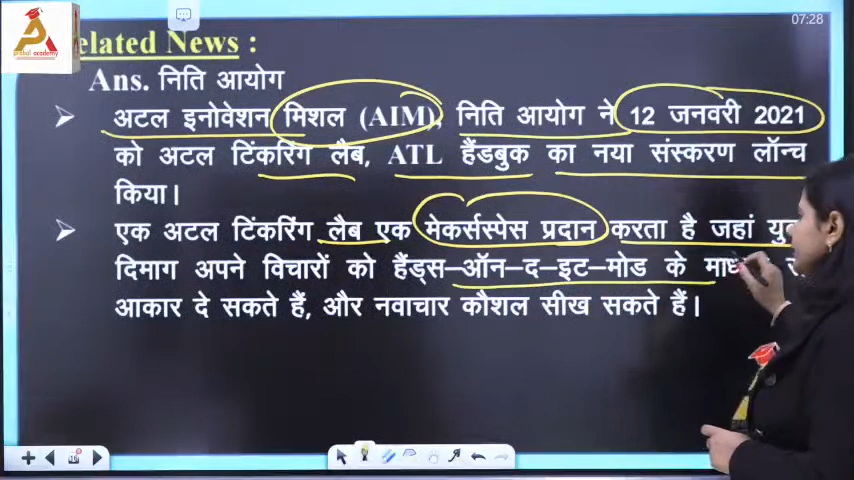 prabal academy
07:28
elated News :
Ans. निति आयोग
अटल इनोवेशन मिशल (AIM), निति आयोग ने 12 जनवरी 2021
को अटल टिंकरिंग लैब, ATL हैंडबुक का नया संस्करण लॉन्च
किया।
एक अटल टिंकरिंग लैब एक मेकर्सस्पेस प्रदान करता है जहां
दिमाग अपने विचारों को हैंड्स–ऑन–द–इट–मोड के
आकार दे सकते हैं, और नवाचार कौशल सीख सकते हैं।